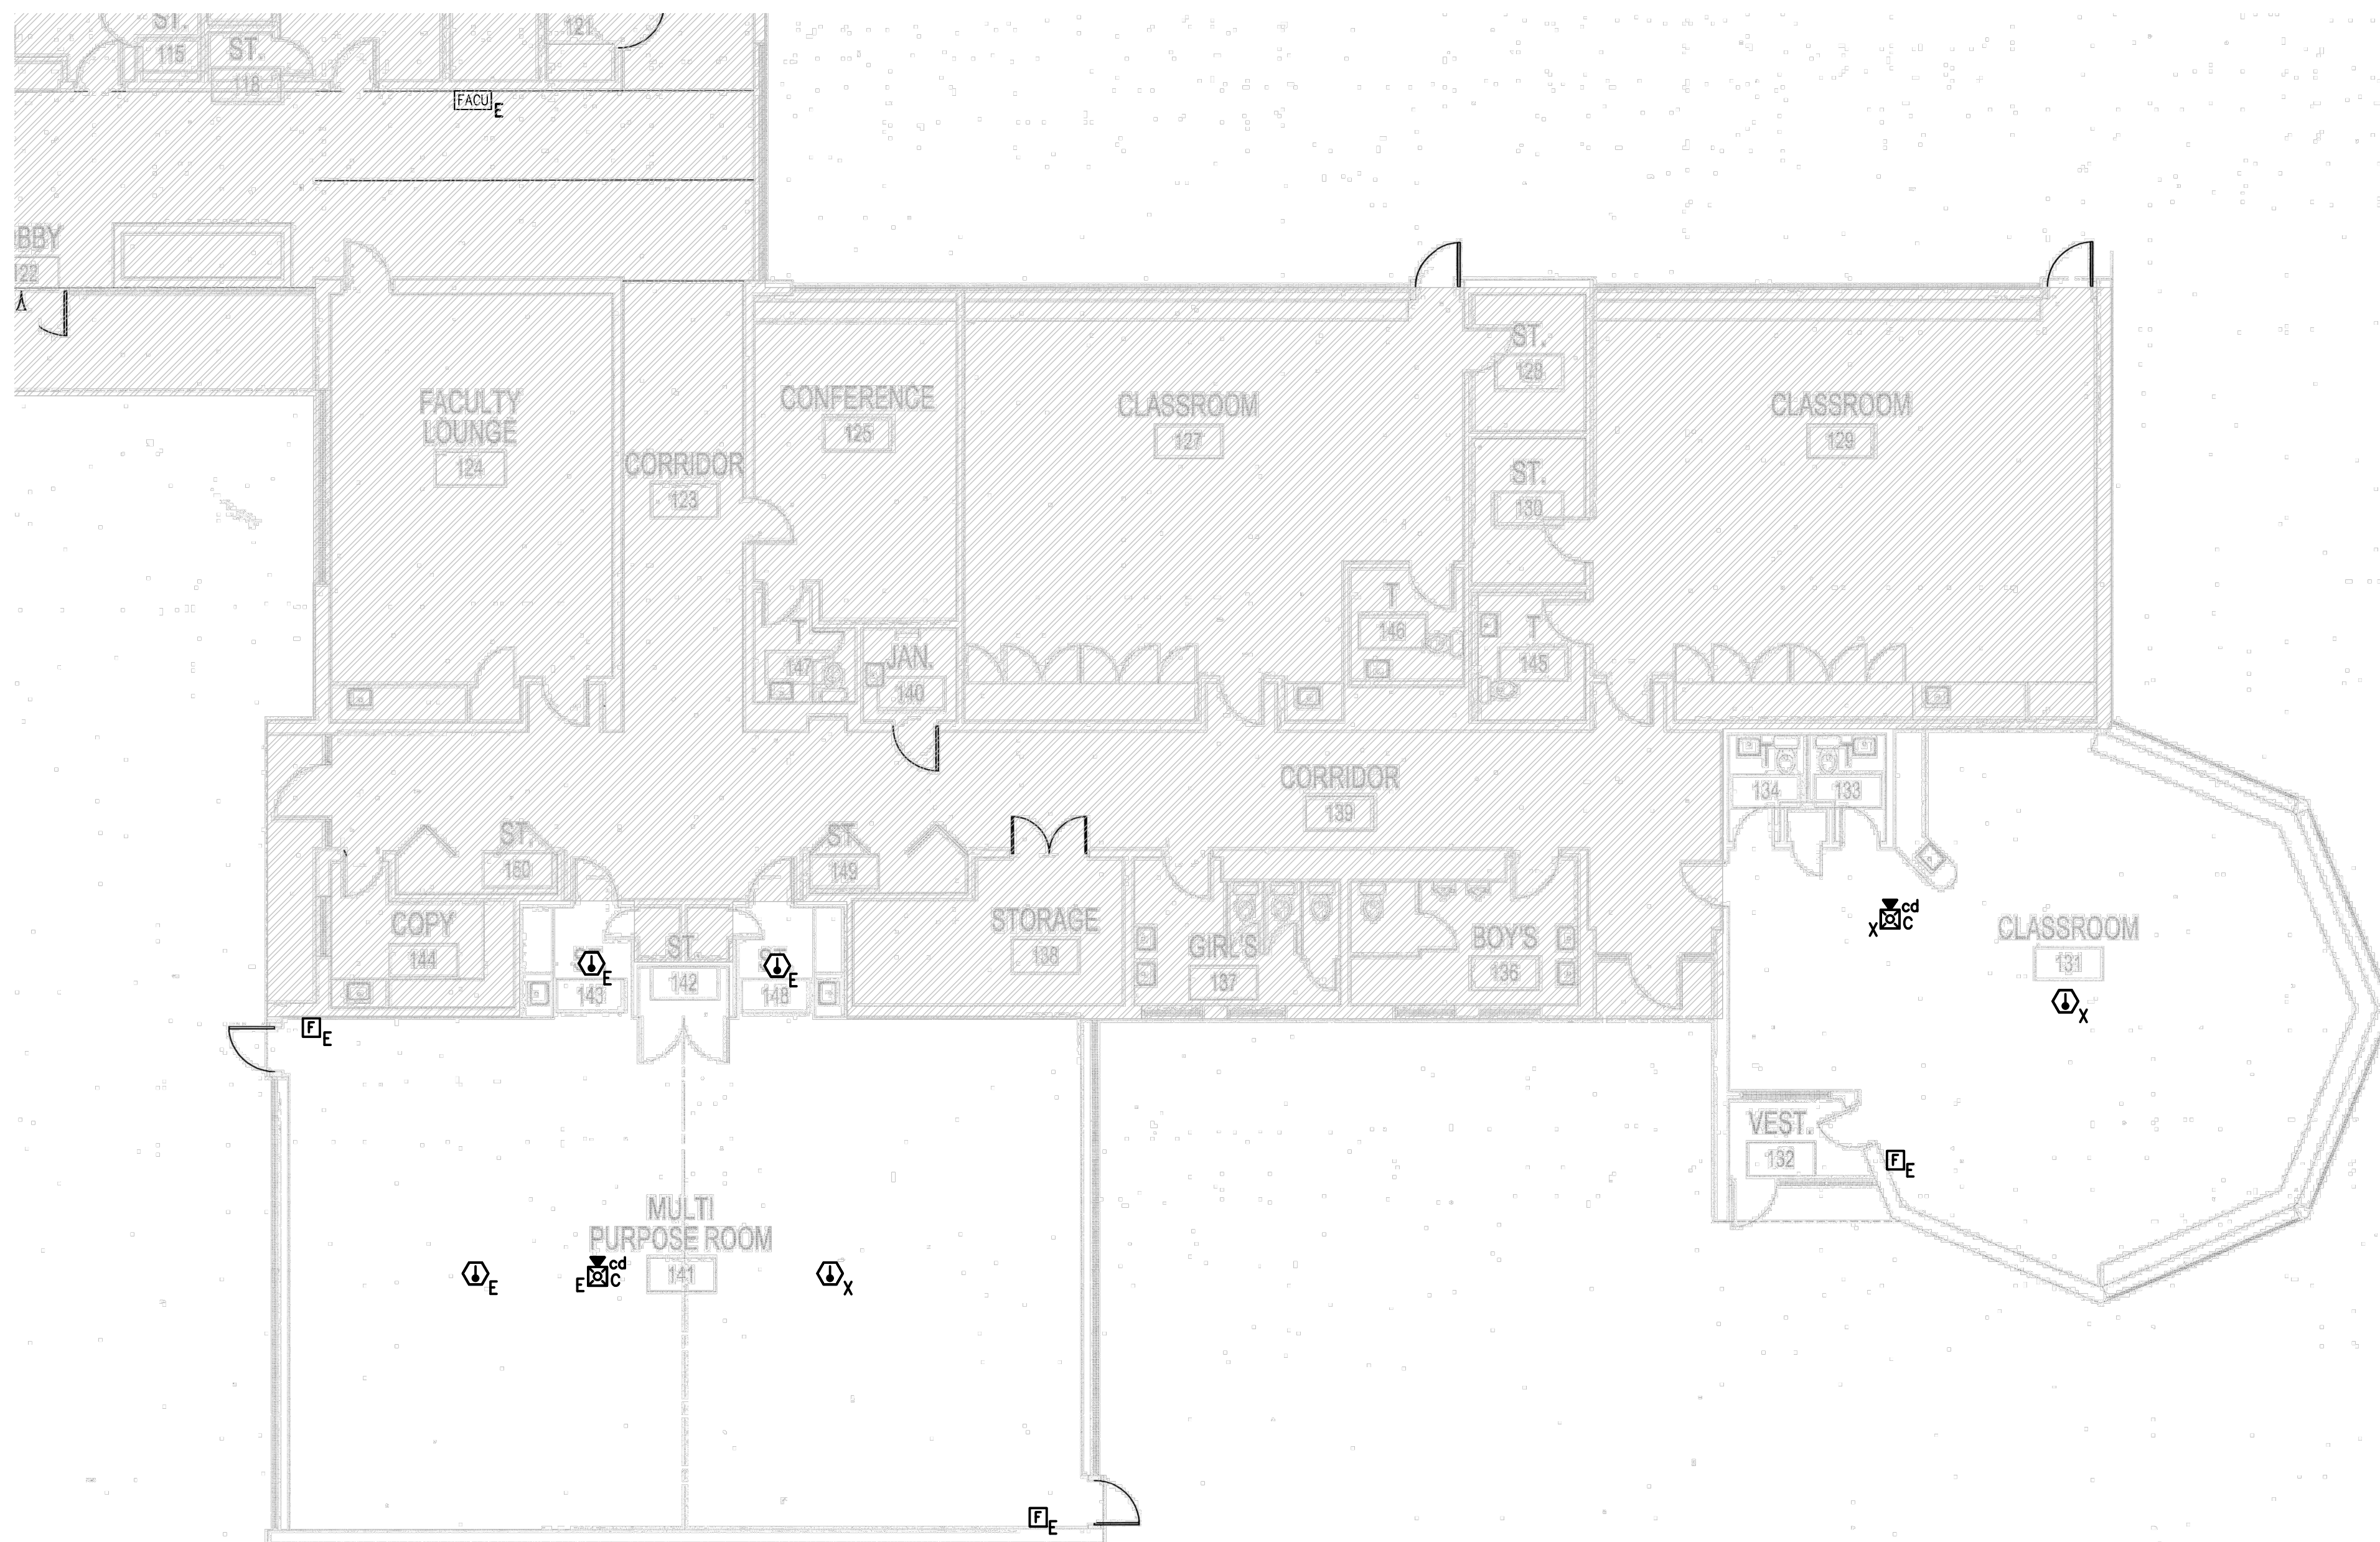 ST.
115
ST.
118
121
FACU
E
BBY
122
FACULTY
LOUNGE
124
CORRIDOR
123
CONFERENCE
125
CLASSROOM
127
ST.
128
ST.
130
CLASSROOM
129
T
147
JAN.
140
T
146
T
145
CORRIDOR
139
134
133
ST.
150
ST.
149
COPY
144
143
E
ST.
142
148
E
STORAGE
138
GIRL'S
137
BOY'S
136
cd
X
C
CLASSROOM
131
X
F
E
VEST.
132
F
E
MULTI
PURPOSE ROOM
141
E
cd
E
C
X
F
E